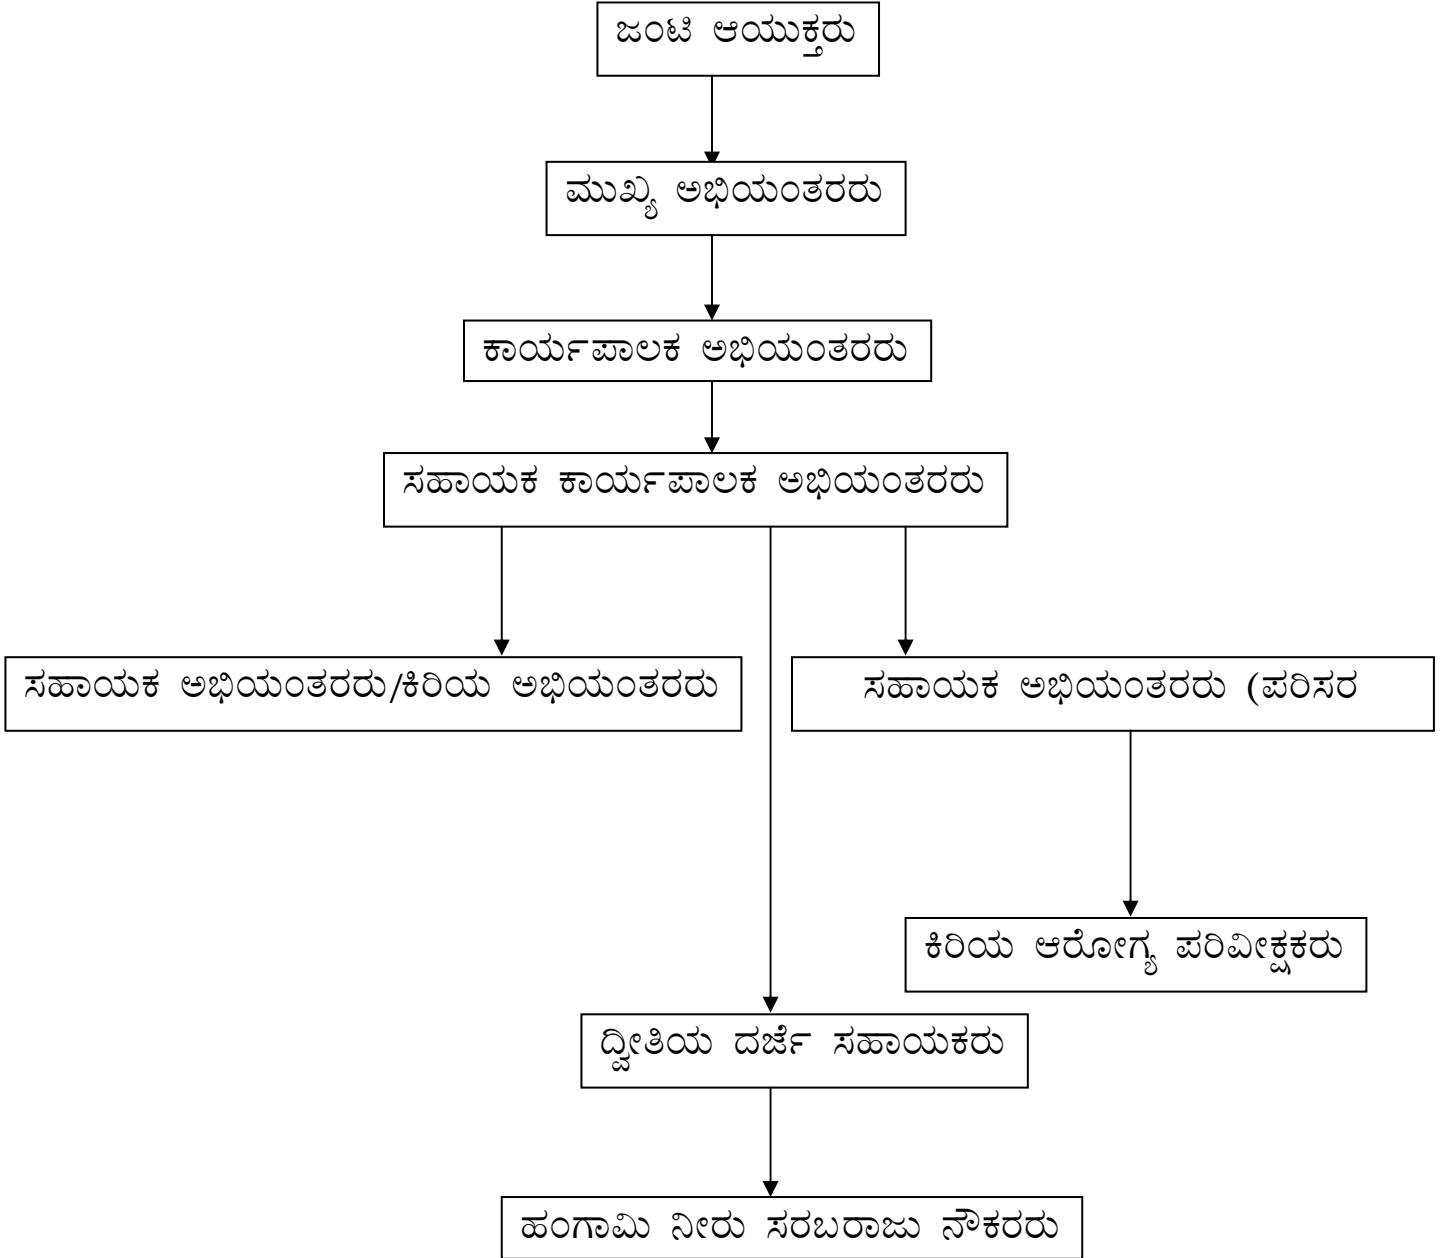 ಜಂಟಿ ಆಯುಕ್ತರು
ಮುಖ್ಯ ಅಭಿಯಂತರರು
ಕಾರ್ಯಪಾಲಕ ಅಭಿಯಂತರರು
ಸಹಾಯಕ ಕಾರ್ಯಪಾಲಕ ಅಭಿಯಂತರರು
ಸಹಾಯಕ ಅಭಿಯಂತರರು/ಕಿರಿಯ ಅಭಿಯಂತರರು
ಸಹಾಯಕ ಅಭಿಯಂತರರು (ಪರಿಸರ
ಕಿರಿಯ ಆರೋಗ್ಯ ಪರಿವೀಕ್ಷಕರು
ದ್ವೀತಿಯ ದರ್ಜೆ ಸಹಾಯಕರು
ಹಂಗಾಮಿ ನೀರು ಸರಬರಾಜು ನೌಕರರು